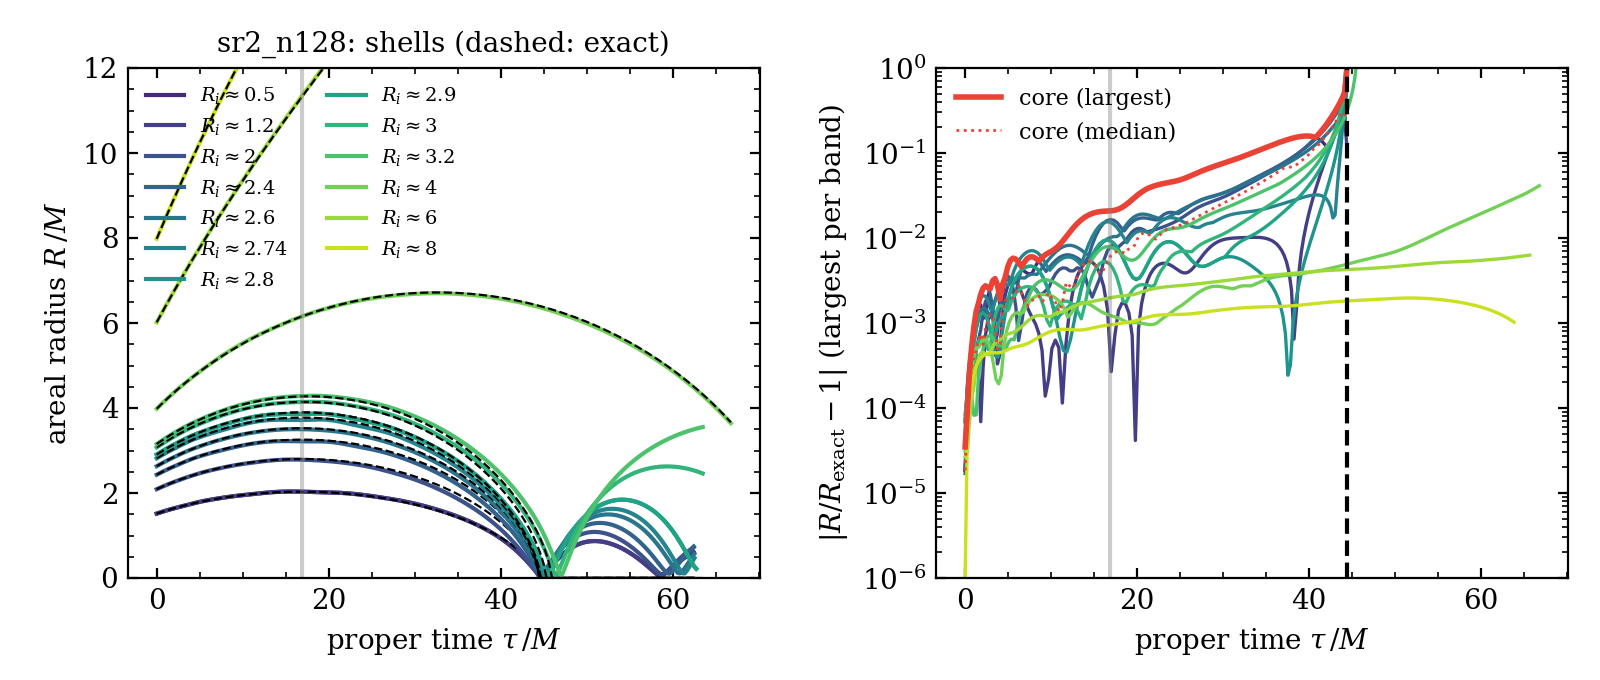 sr2_n128: shells (dashed: exact)
12
10
8
6
4
2
0
areal radius R/M
R_i ≈ 0.5
R_i ≈ 1.2
R_i ≈ 2
R_i ≈ 2.4
R_i ≈ 2.6
R_i ≈ 2.74
R_i ≈ 2.8
R_i ≈ 2.9
R_i ≈ 3
R_i ≈ 3.2
R_i ≈ 4
R_i ≈ 6
R_i ≈ 8
0 20 40 60
proper time τ/M
10^0
10^-1
10^-2
10^-3
10^-4
10^-5
10^-6
|R/R_exact − 1| (largest per band)
core (largest)
core (median)
0 20 40 60
proper time τ/M